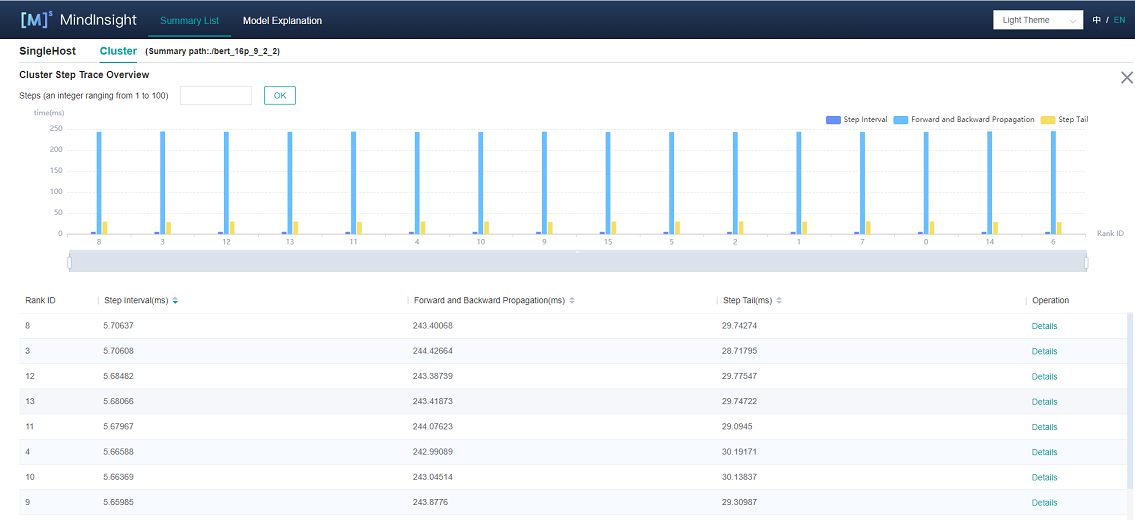 [M]s MindInsight Summary List Model Explanation Light Theme 中 / EN
SingleHost Cluster (Summary path:./bert_16p_9_2_2)
Cluster Step Trace Overview
Steps (an integer ranging from 1 to 100) OK
time(ms)
Step Interval Forward and Backward Propagation Step Tail
250
200
150
100
50
0
8 3 12 13 11 4 10 9 15 5 2 1 7 0 14 6 Rank ID
Rank ID Step Interval(ms) Forward and Backward Propagation(ms) Step Tail(ms) Operation
8 5.70637 243.40068 29.74274 Details
3 5.70608 244.42664 28.71795 Details
12 5.68482 243.38739 29.77547 Details
13 5.68066 243.41873 29.74722 Details
11 5.67967 244.07623 29.0945 Details
4 5.66588 242.99089 30.19171 Details
10 5.66369 243.04514 30.13837 Details
9 5.65985 243.8776 29.30987 Details